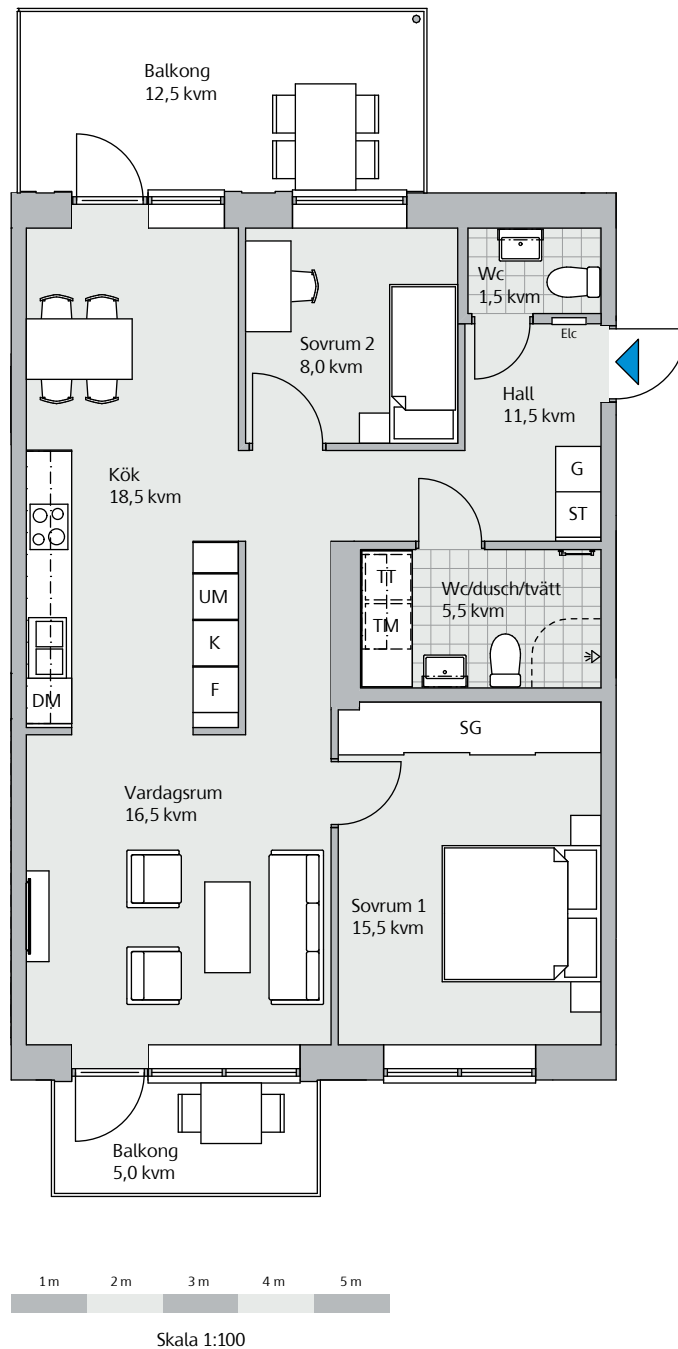 Balkong
12,5 kvm
Wc
1,5 kvm
Elc
Sovrum 2
8,0 kvm
Hall
11,5 kvm
Kök
18,5 kvm
G
ST
TT
TM
Wc/dusch/tvätt
5,5 kvm
UM
K
F
DM
SG
Vardagsrum
16,5 kvm
Sovrum 1
15,5 kvm
Balkong
5,0 kvm
1 m 2 m 3 m 4 m 5 m
Skala 1:100